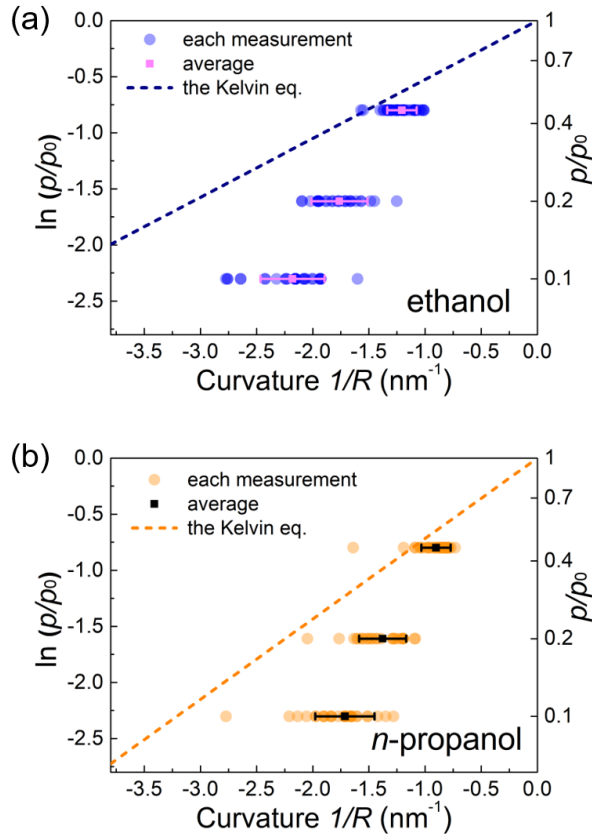 (a)
0.0
-0.5
-1.0
-1.5
-2.0
-2.5
ln (p/p0)
each measurement
average
the Kelvin eq.
ethanol
1
0.7
0.4
0.2
0.1
p/p0
-3.5 -3.0 -2.5 -2.0 -1.5 -1.0 -0.5 0.0
Curvature 1/R (nm⁻¹)
(b)
0.0
-0.5
-1.0
-1.5
-2.0
-2.5
ln (p/p0)
each measurement
average
the Kelvin eq.
n-propanol
1
0.7
0.4
0.2
0.1
p/p0
-3.5 -3.0 -2.5 -2.0 -1.5 -1.0 -0.5 0.0
Curvature 1/R (nm⁻¹)